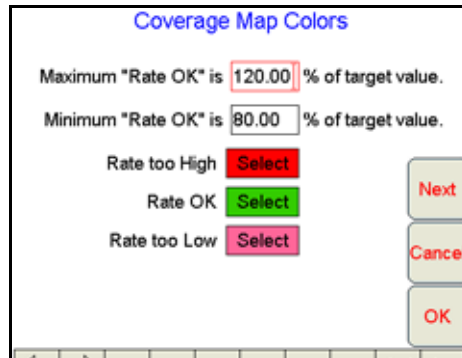 Coverage Map Colors
Maximum "Rate OK" is 120.00 % of target value.
Minimum "Rate OK" is 80.00 % of target value.
Rate too High Select
Rate OK Select
Rate too Low Select
Next
Cance
OK